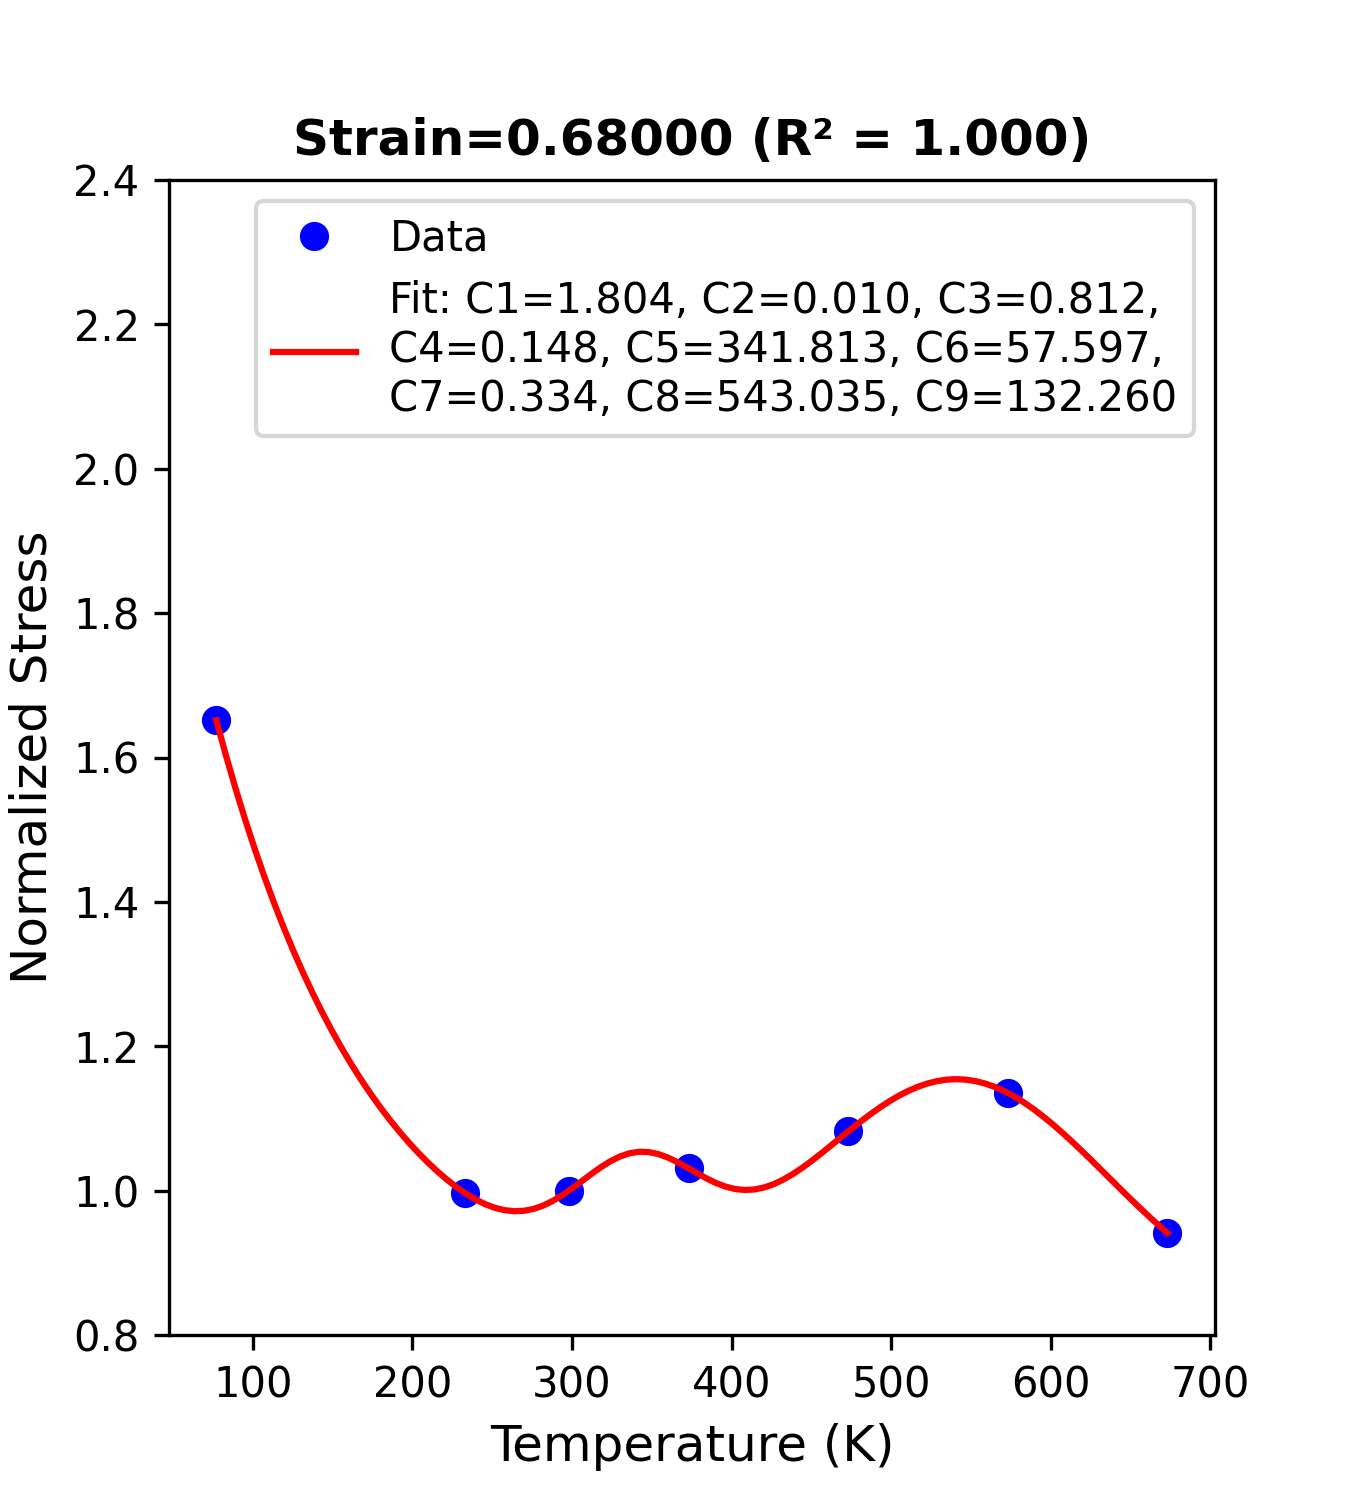 Strain=0.68000 (R² = 1.000)
2.4
2.2
2.0
1.8
1.6
1.4
1.2
1.0
0.8
Normalized Stress
Data
Fit: C1=1.804, C2=0.010, C3=0.812,
C4=0.148, C5=341.813, C6=57.597,
C7=0.334, C8=543.035, C9=132.260
100 200 300 400 500 600 700
Temperature (K)